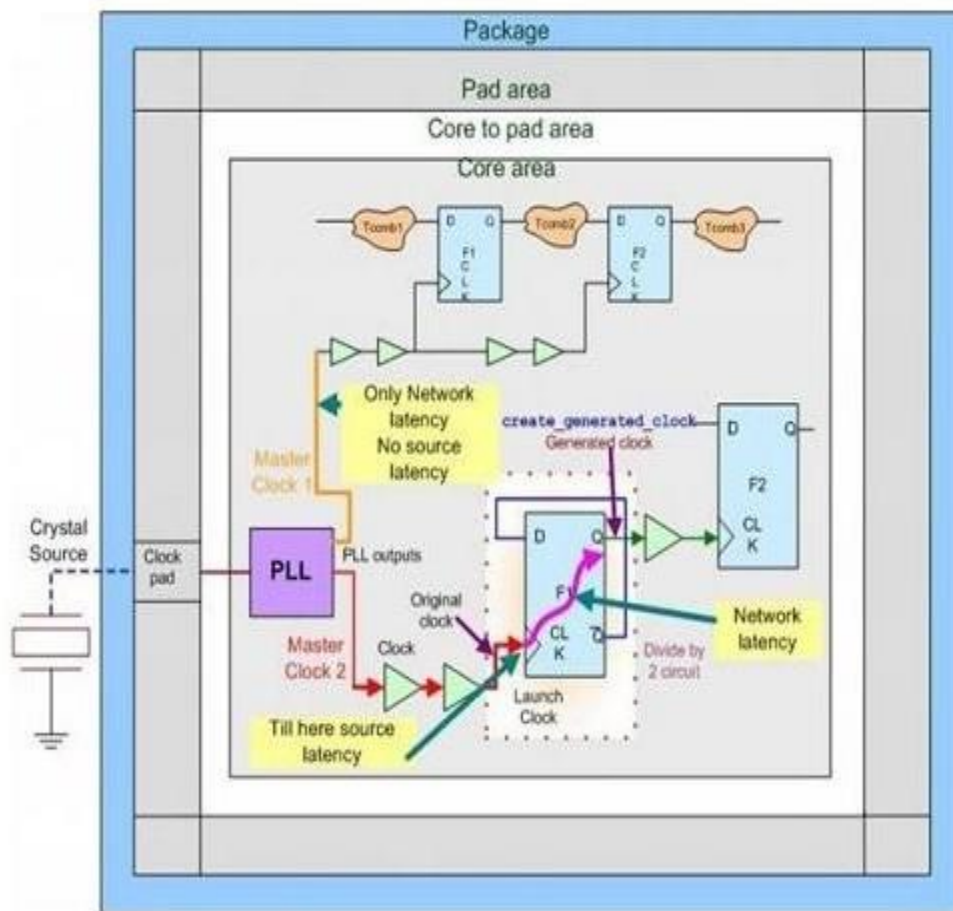 Package
Pad area
Core to pad area
Core area
Tcomb1
D
Q
F1
C
L
K
Tcomb2
D
Q
F2
C
L
K
Tcomb3
Only Network
latency
No source
latency
Master
Clock 1
create_generated_clock
Generated clock
D
Q
F2
CL
K
Crystal
Source
Clock
pad
PLL
PLL outputs
Original
clock
D
Q
F1
CL
K
Q
Network
latency
Divide by
2 circuit
Master
Clock 2
Clock
Launch
Clock
Till here source
latency